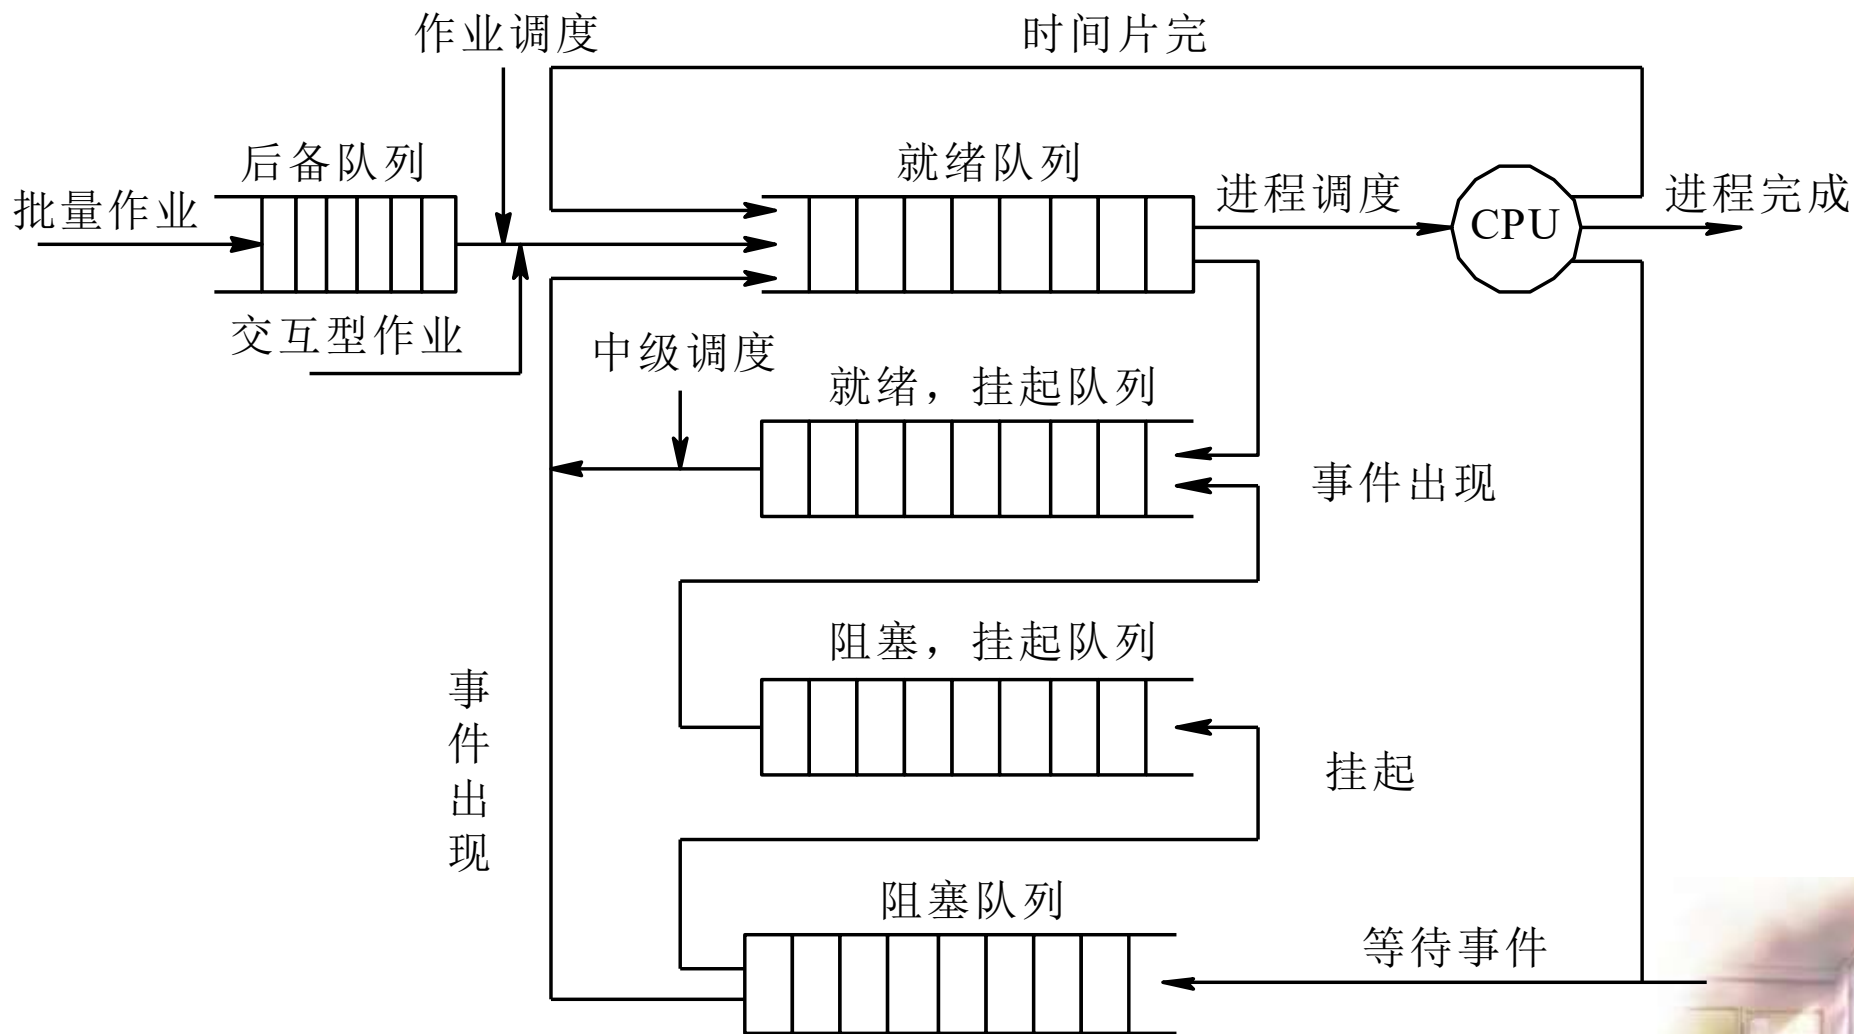 作业调度
时间片完
后备队列
就绪队列
批量作业
进程调度
CPU
进程完成
交互型作业
中级调度
就绪，挂起队列
事件出现
阻塞，挂起队列
事件出现
挂起
阻塞队列
等待事件